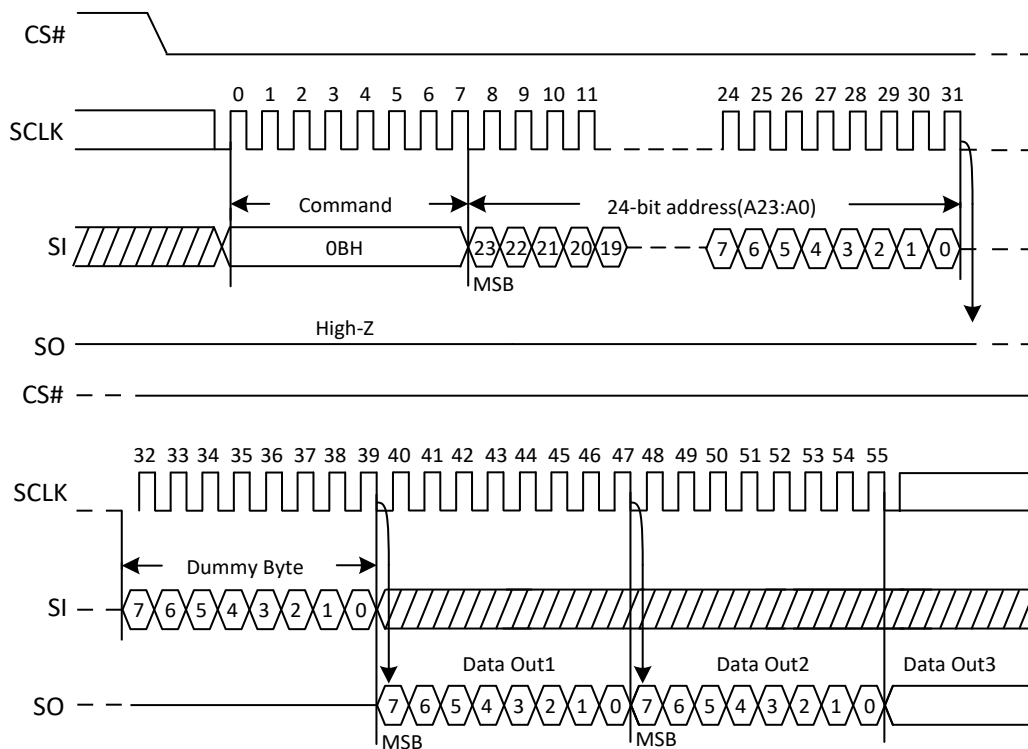 CS#
0 1 2 3 4 5 6 7 8 9 10 11 24 25 26 27 28 29 30 31
SCLK
Command 24-bit address(A23:A0)
SI 0BH 23 22 21 20 19 7 6 5 4 3 2 1 0
MSB
High-Z
SO
CS#
32 33 34 35 36 37 38 39 40 41 42 43 44 45 46 47 48 49 50 51 52 53 54 55
SCLK
Dummy Byte
SI 7 6 5 4 3 2 1 0
Data Out1 Data Out2 Data Out3
SO 7 6 5 4 3 2 1 0 7 6 5 4 3 2 1 0
MSB MSB